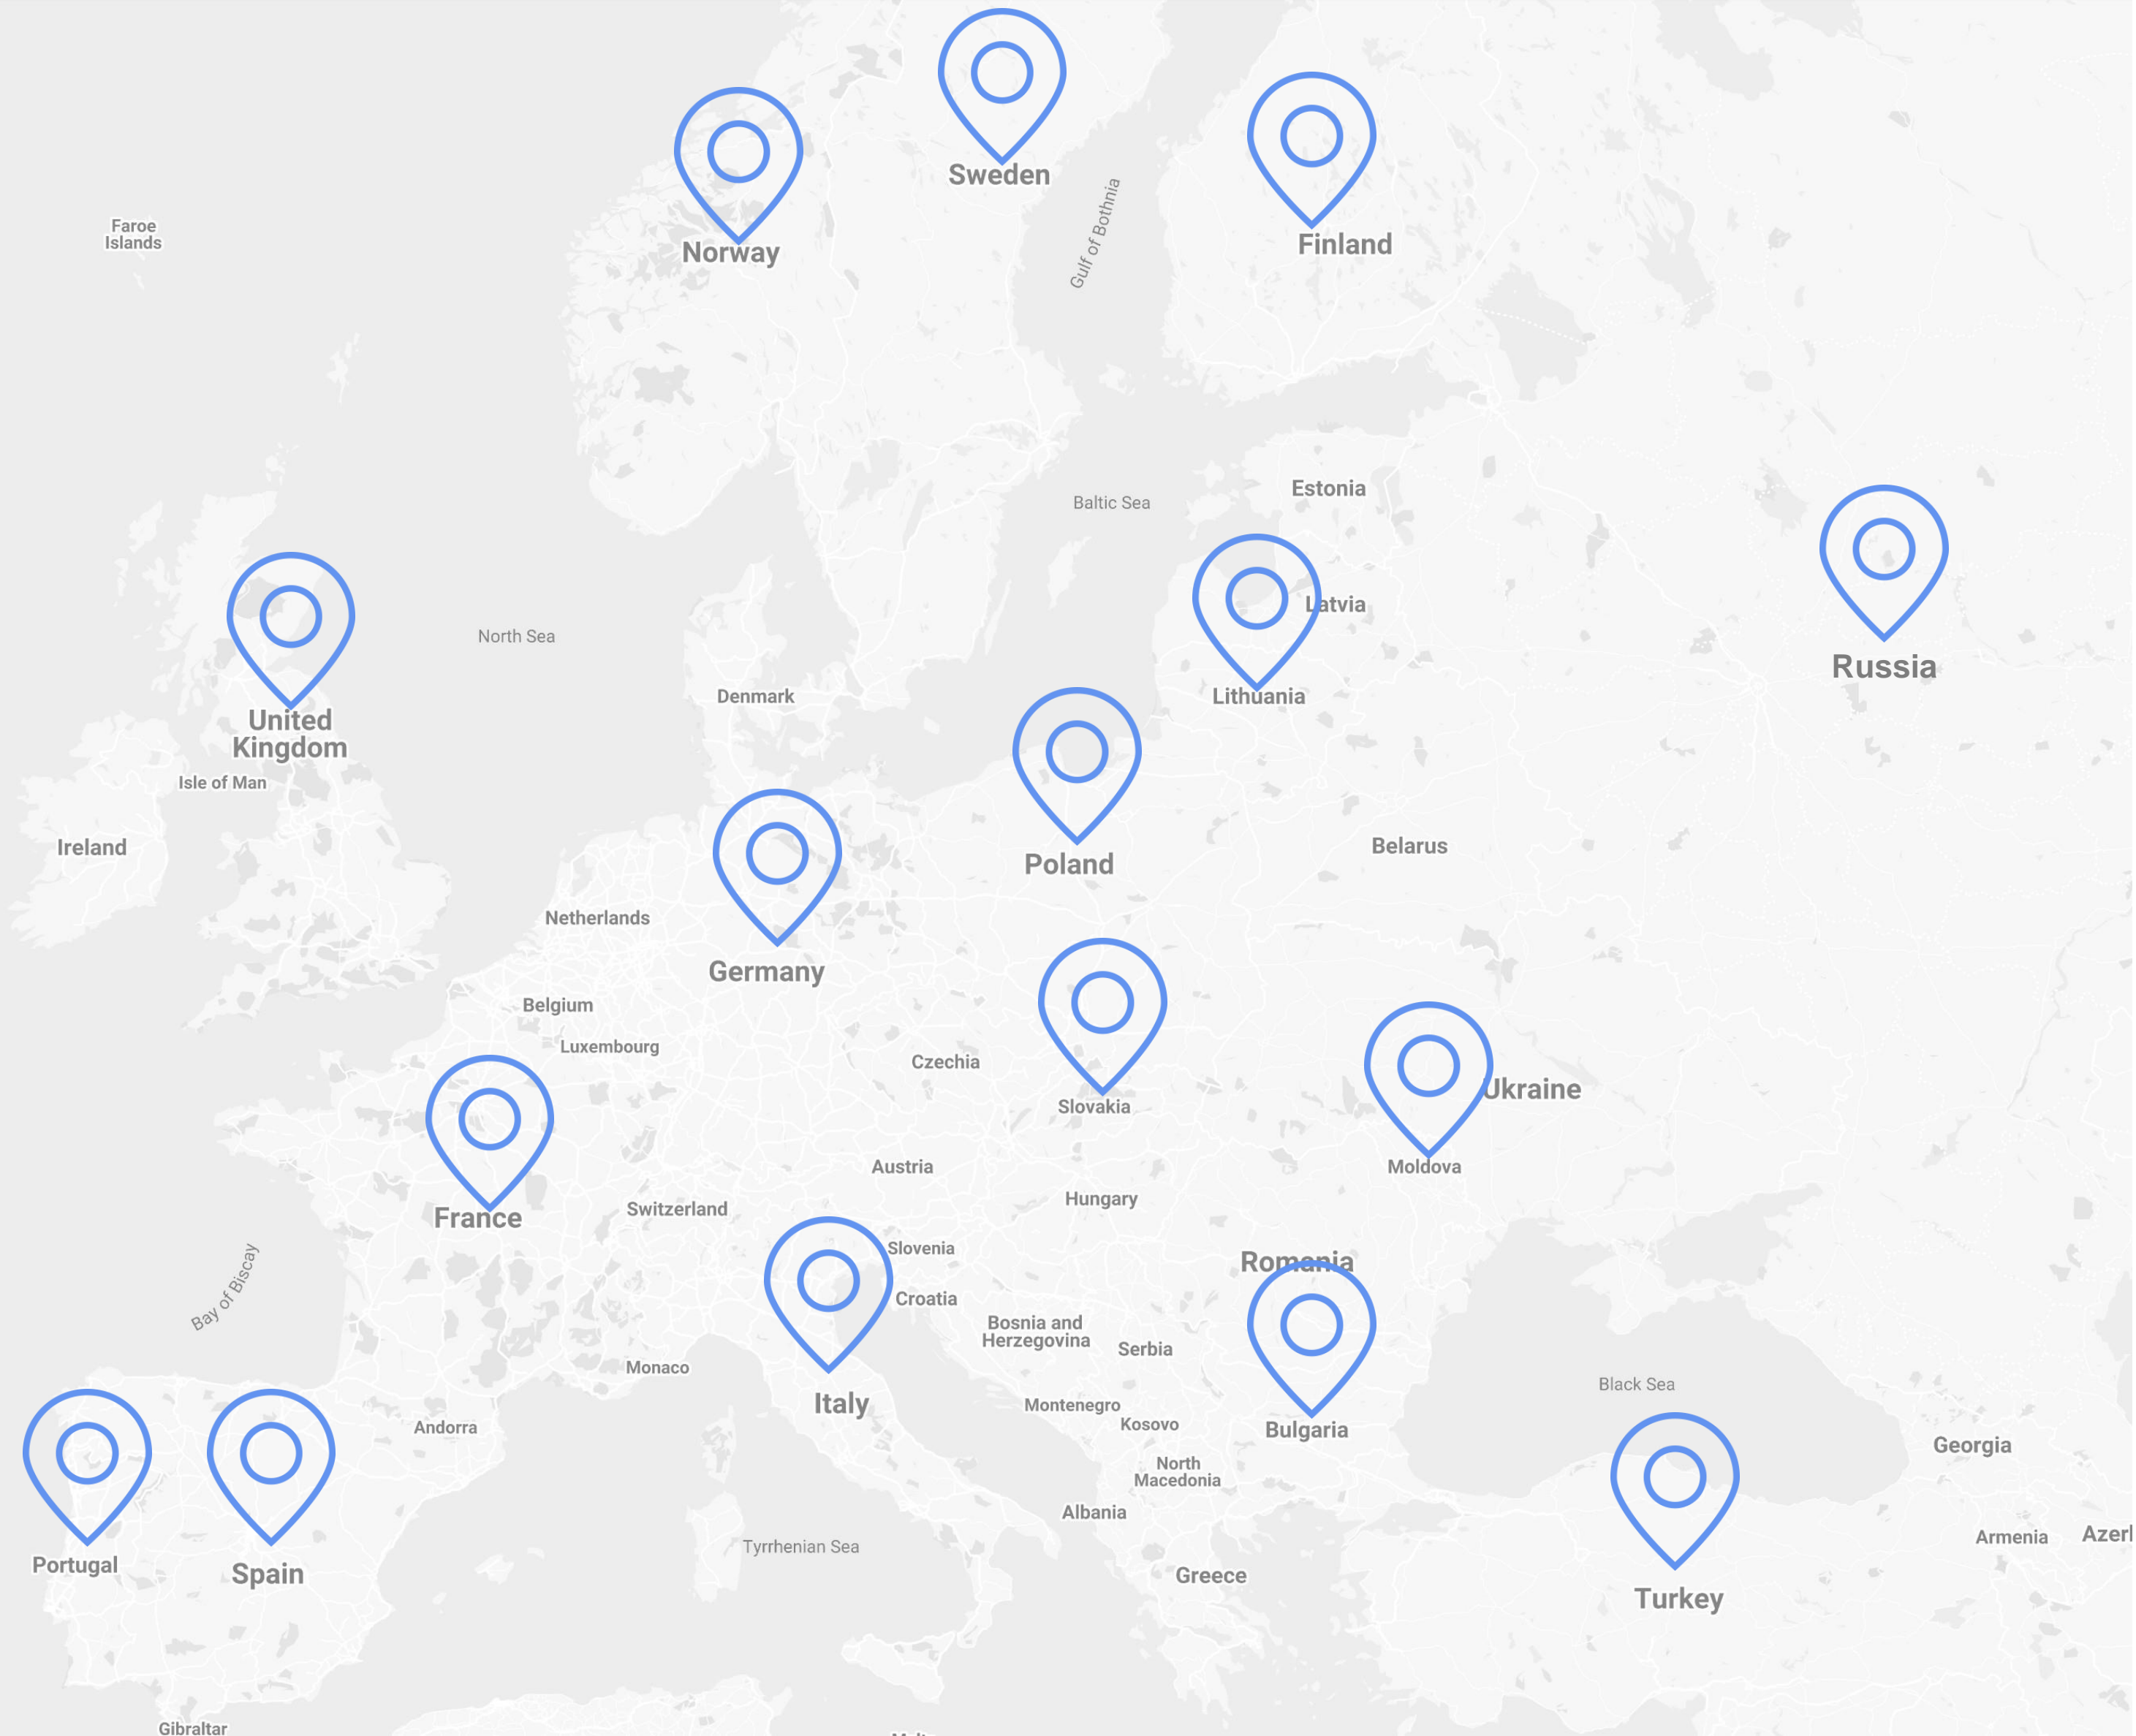 Sweden
Faroe
Islands
Norway
Finland
Gulf of Bothnia
Estonia
Baltic Sea
Latvia
North Sea
Russia
Denmark
Lithuania
United
Kingdom
Isle of Man
Ireland
Belarus
Poland
Netherlands
Germany
Belgium
Luxembourg
Czechia
Ukraine
Slovakia
Austria
Moldova
Hungary
Switzerland
France
Slovenia
Romania
Bay of Biscay
Croatia
Bosnia and
Herzegovina
Serbia
Monaco
Black Sea
Italy
Montenegro
Kosovo
Andorra
Bulgaria
Georgia
North
Macedonia
Albania
Armenia
Azerl
Tyrrhenian Sea
Portugal
Spain
Greece
Turkey
Gibraltar